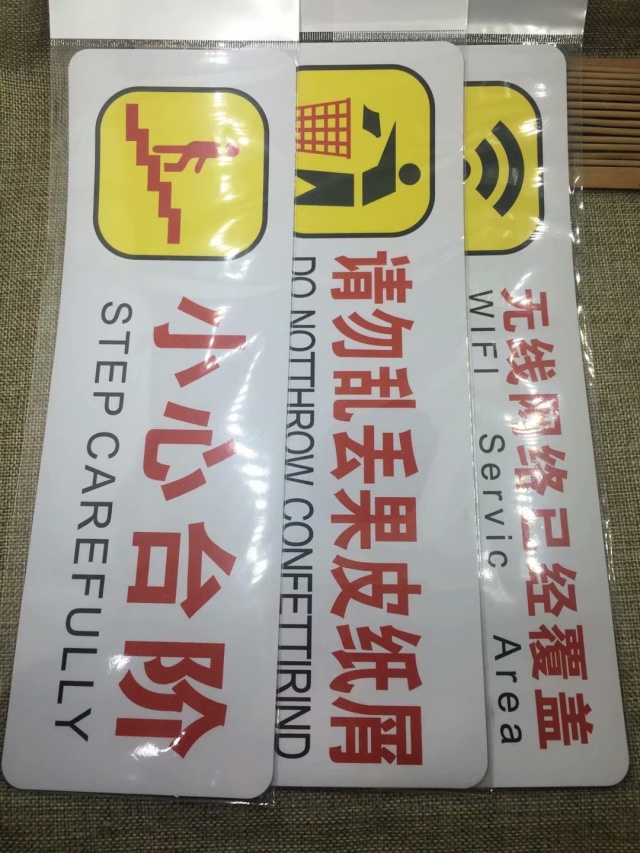 小心台阶
STEP CAREFULLY
请勿乱丢果皮纸屑
DO NOTTHROW CONFETTIRIND
无线网络已经覆盖
WIFI Servic Area